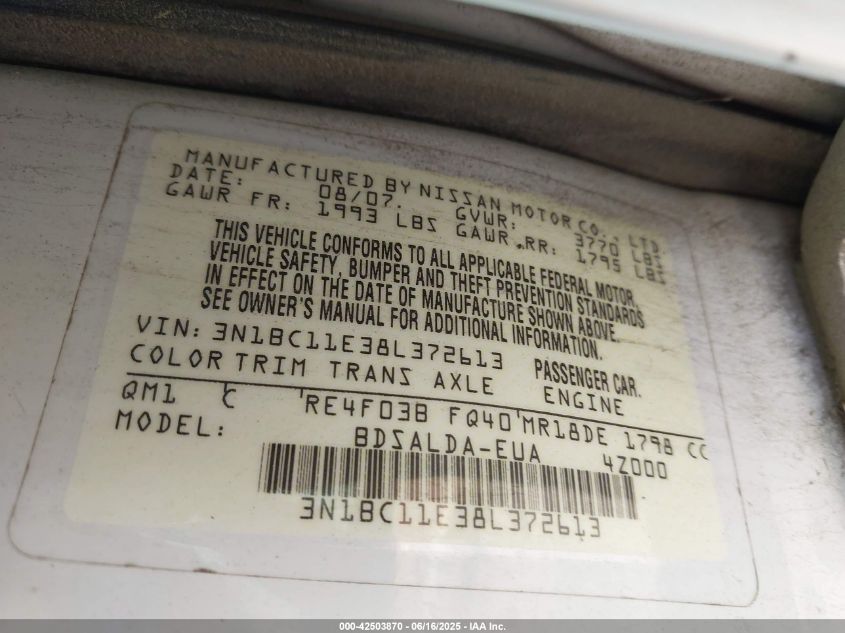 MANUFACTURED BY NISSAN MOTOR CO., LTD
DATE: 08/07. GVWR: 3770 LBS
GAWR FR: 1993 LBS GAWR RR: 1795 LBS
THIS VEHICLE CONFORMS TO ALL APPLICABLE FEDERAL MOTOR
VEHICLE SAFETY, BUMPER AND THEFT PREVENTION STANDARDS
IN EFFECT ON THE DATE OF MANUFACTURE SHOWN ABOVE.
SEE OWNER'S MANUAL FOR ADDITIONAL INFORMATION.
VIN: 3N1BC11E38L372613 PASSENGER CAR.
COLOR TRIM TRANS AXLE ENGINE
QM1 C RE4F03B FQ40 MR18DE 1798 CC
MODEL: BDSALDA-EUA 4Z000
3N1BC11E38L372613
000-42503870 - 06/16/2025 - IAA Inc.